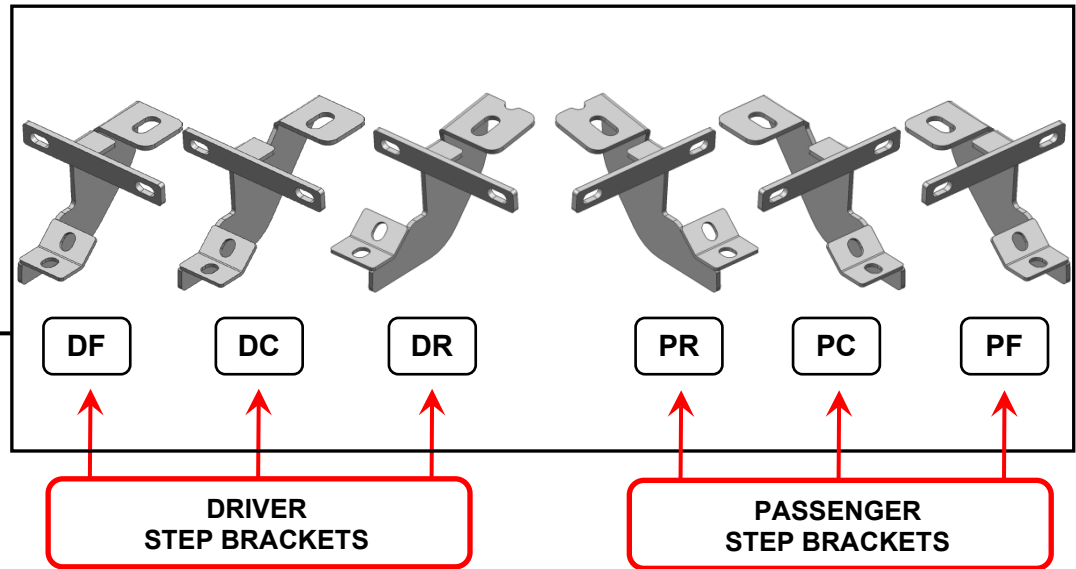 DF
DC
DR
PR
PC
PF
DRIVER
STEP BRACKETS
PASSENGER
STEP BRACKETS